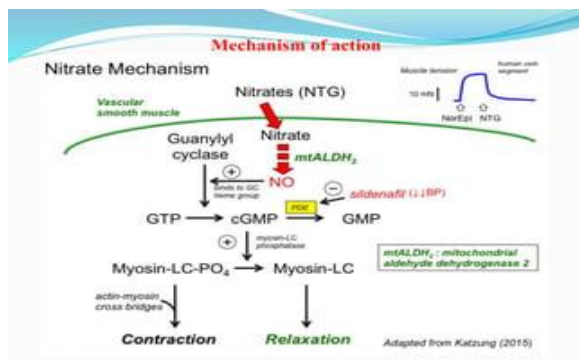 Mechanism of action
Nitrate Mechanism
Muscle tension
human vein
segment
10 mN
NorEpi NTG
Nitrates (NTG)
Vascular
smooth muscle
Guanylyl
cyclase
Nitrate
mtALDH2
+
NO
binds to GC
heme group
−
sildenafil (↓↓BP)
PDE
GTP cGMP GMP
+
myosin-LC
phosphatase
mtALDH2 : mitochondrial
aldehyde dehydrogenase 2
Myosin-LC-PO4 Myosin-LC
actin-myosin
cross bridges
Contraction Relaxation
Adapted from Katzung (2015)